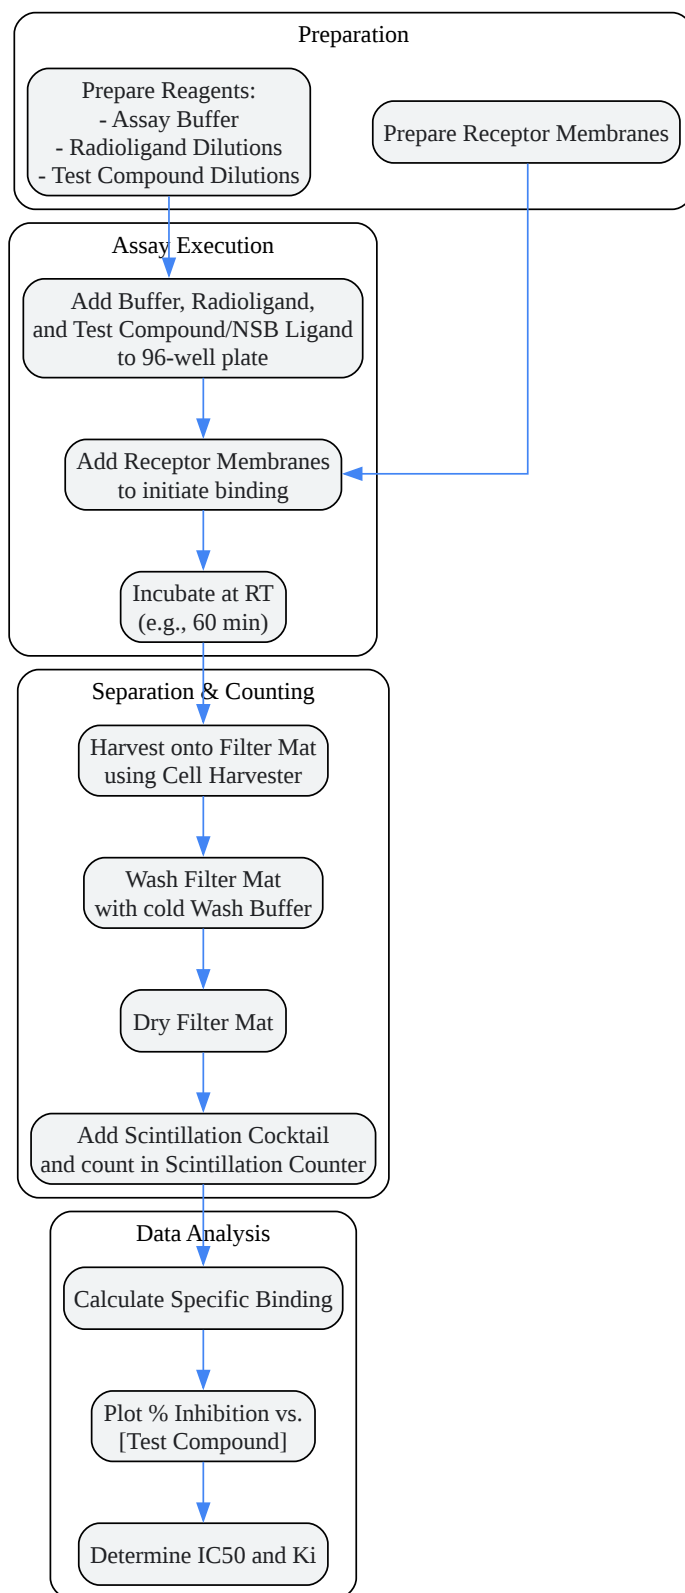 Preparation
Prepare Reagents:
- Assay Buffer
- Radioligand Dilutions
- Test Compound Dilutions
Prepare Receptor Membranes
Assay Execution
Add Buffer, Radioligand,
and Test Compound/NSB Ligand
to 96-well plate
Add Receptor Membranes
to initiate binding
Incubate at RT
(e.g., 60 min)
Separation & Counting
Harvest onto Filter Mat
using Cell Harvester
Wash Filter Mat
with cold Wash Buffer
Dry Filter Mat
Add Scintillation Cocktail
and count in Scintillation Counter
Data Analysis
Calculate Specific Binding
Plot % Inhibition vs.
[Test Compound]
Determine IC50 and Ki